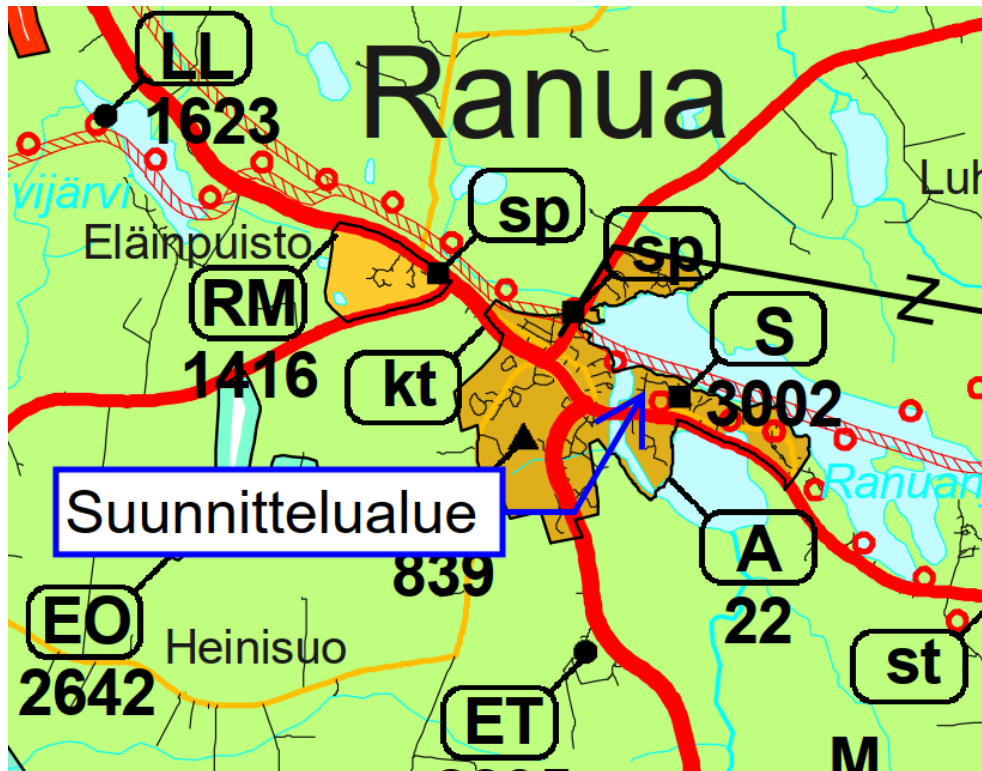 LL
1623
Ranua
vijärvi
Luh
sp
sp
Eläinpuisto
RM
1416
Z
S
3002
kt
Ranuan
Suunnittelualue
839
A
22
EO
2642
Heinisuo
st
ET
M